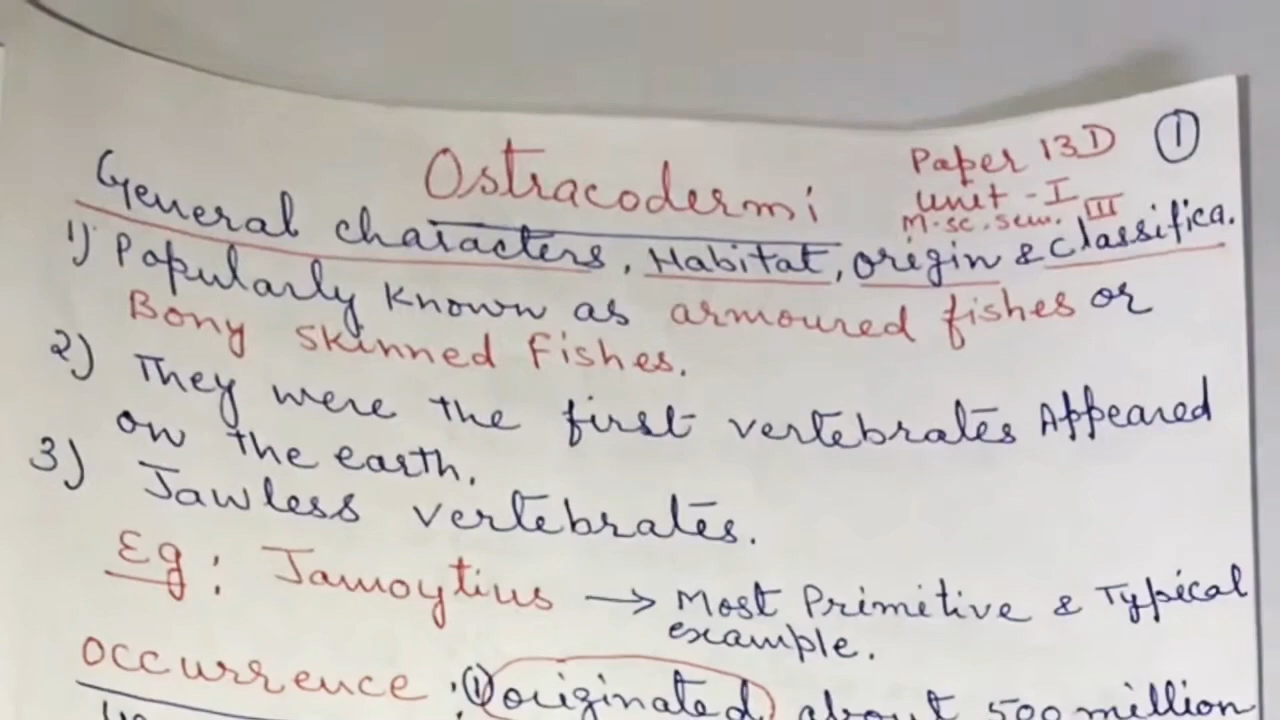 Ostracodermi
Paper 13D ①
Unit - I
M.sc. Sem. III
General characters, Habitat, origin & classifica.
1) Popularly known as armoured fishes or
Bony skinned Fishes.
2) They were the first vertebrates Appeared
on the earth.
3) Jawless vertebrates.
Eg: Jamoytius → Most Primitive & Typical
example.
Occurrence : ① originated about 500 million